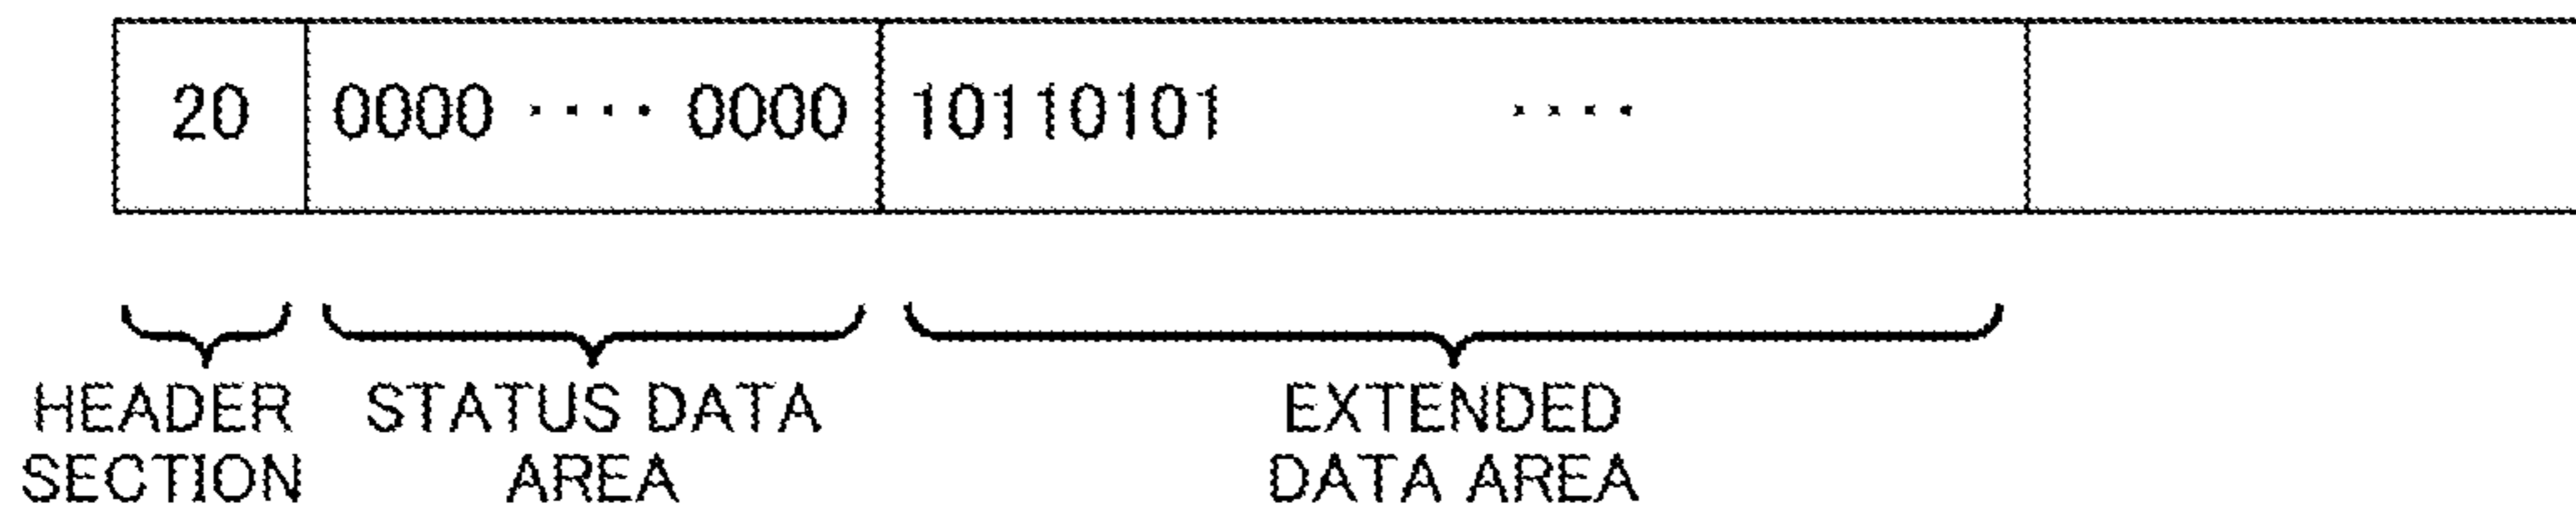 20 0000 ···· 0000 10110101 ····
HEADER SECTION
STATUS DATA AREA
EXTENDED DATA AREA